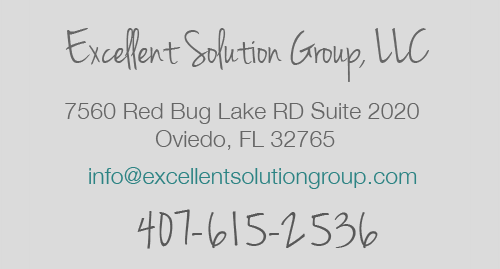 Excellent Solution Group, LLC
7560 Red Bug Lake RD Suite 2020
Oviedo, FL 32765
info@excellentsolutiongroup.com
407-615-2536